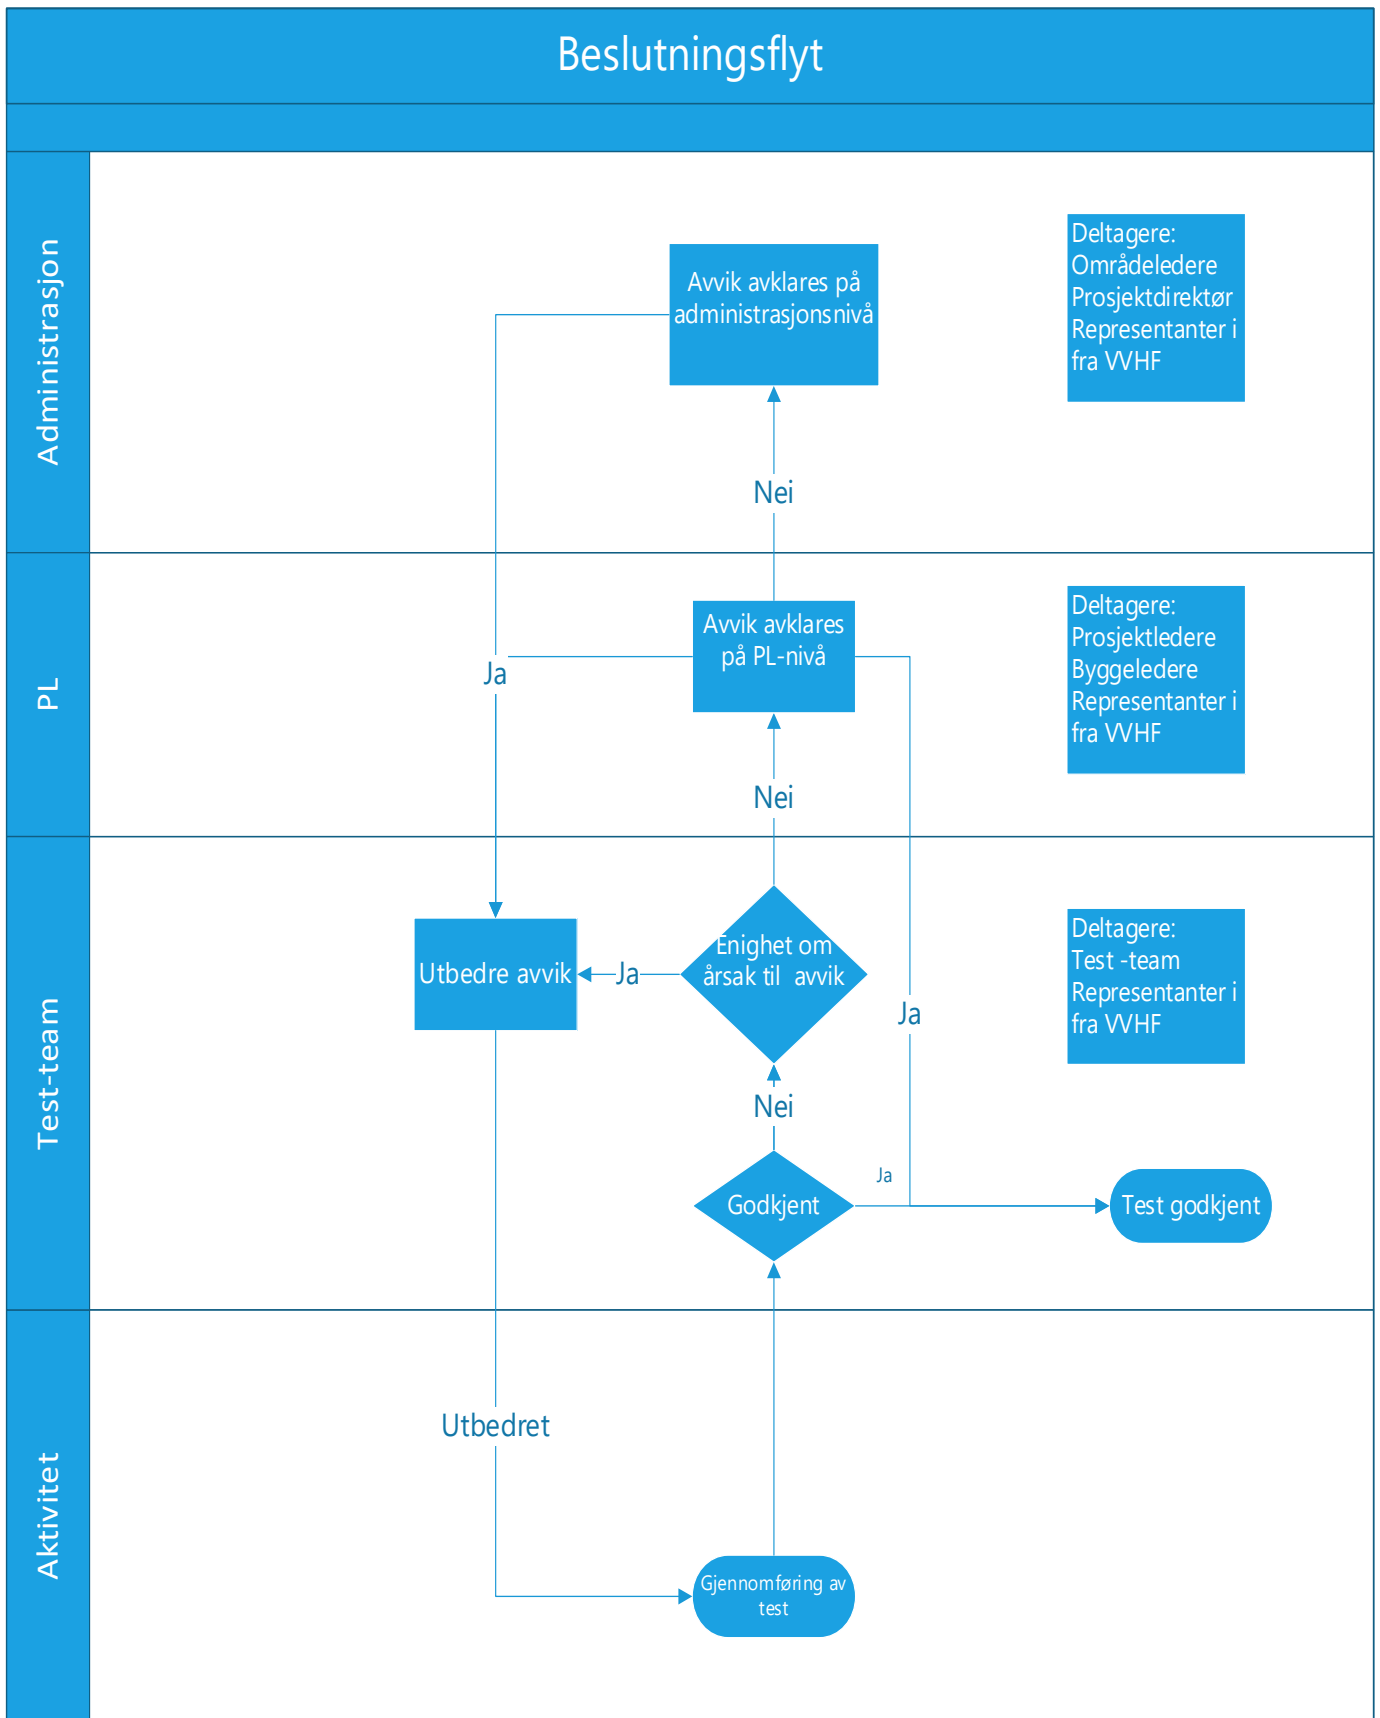 Beslutningsflyt
Administrasjon
Avvik avklares på
administrasjonsnivå
Deltagere:
Områdeledere
Prosjektdirektør
Representanter i
fra VVHF
Nei
PL
Avvik avklares
på PL-nivå
Deltagere:
Prosjektledere
Byggeledere
Representanter i
fra VVHF
Ja
Nei
Test-team
Utbedre avvik
Ja
Enighet om
årsak til avvik
Deltagere:
Test -team
Representanter i
fra VVHF
Ja
Nei
Godkjent
Ja
Test godkjent
Aktivitet
Utbedret
Gjennomføring av
test